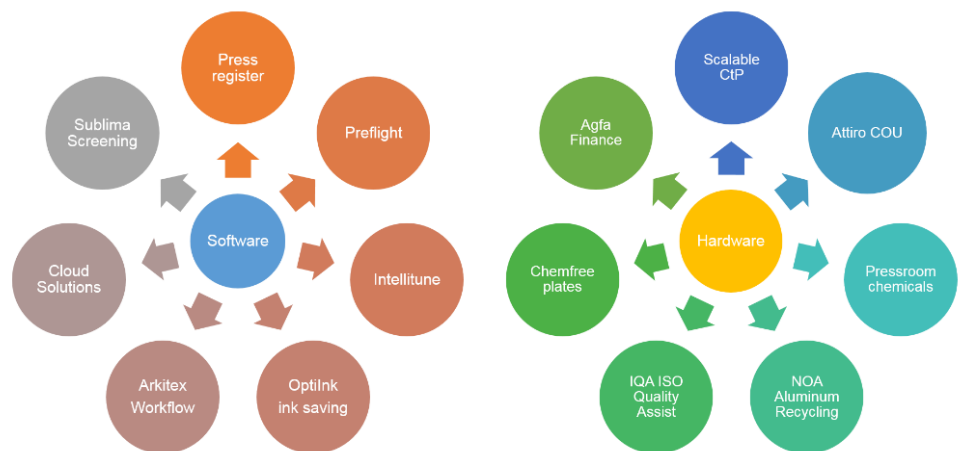 Press
register
Preflight
Intellitune
OptiInk
ink saving
Arkitex
Workflow
Cloud
Solutions
Sublima
Screening
Software
Scalable
CtP
Attiro COU
Pressroom
chemicals
NOA
Aluminum
Recycling
IQA ISO
Quality
Assist
Chemfree
plates
Agfa
Finance
Hardware